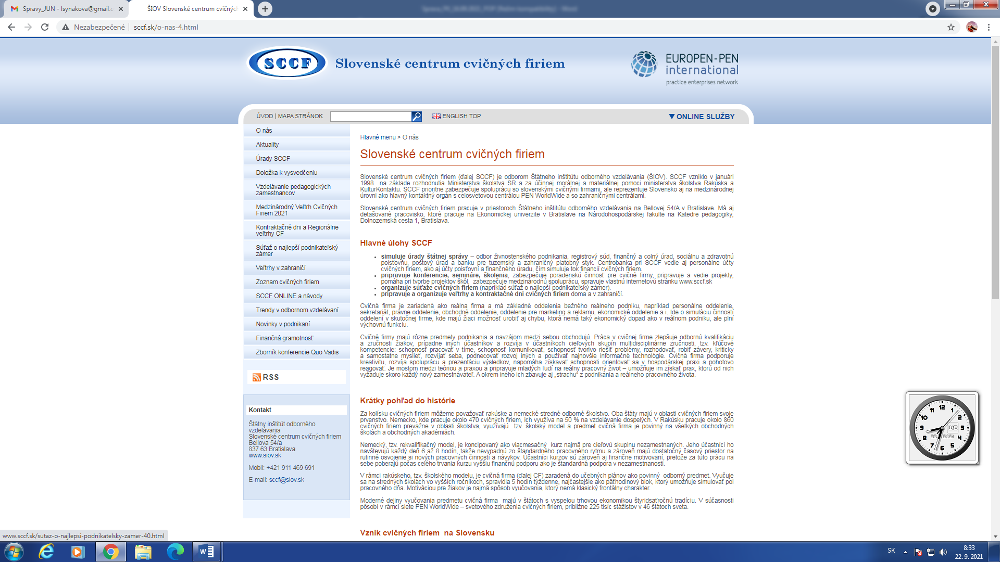 Spravy_JUN - lsynakova@gmail.c
ŠIOV Slovenské centrum cvičných
Nezabezpečené
sccf.sk/o-nas-4.html
SCCF
Slovenské centrum cvičných firiem
EUROPEN-PEN
international
practice enterprises network
ÚVOD | MAPA STRÁNOK
ENGLISH TOP
ONLINE SLUŽBY
O nás
Aktuality
Úrady SCCF
Doložka k vysvedčeniu
Vzdelávanie pedagogických
zamestnancov
Medzinárodný Veľtrh Cvičných
Firiem 2021
Kontraktačné dni a Regionálne
veľtrhy CF
Súťaž o najlepší podnikateľský
zámer
Veľtrhy v zahraničí
Zoznam cvičných firiem
SCCF ONLINE a návody
Trendy v odbornom vzdelávaní
Novinky v podnikaní
Finančná gramotnosť
Zborník konferencie Quo Vadis
RSS
Kontakt
Štátny inštitút odborného
vzdelávania
Slovenské centrum cvičných firiem
Bellova 54/a
837 63 Bratislava
www.siov.sk
Mobil: +421 911 469 691
E-mail: sccf@siov.sk
Hlavné menu > O nás
Slovenské centrum cvičných firiem
Slovenské centrum cvičných firiem (ďalej SCCF) je odborom Štátneho inštitútu odborného vzdelávania (ŠIOV). SCCF vzniklo v januári
1998 na základe rozhodnutia Ministerstva školstva SR a za účinnej morálnej a materiálnej pomoci ministerstva školstva Rakúska a
KulturKontaktu. SCCF prioritne zabezpečuje spoluprácu so slovenskými cvičnými firmami, ale reprezentuje Slovensko aj na medzinárodnej
úrovni ako hlavný kontaktný orgán s celosvetovou centrálou PEN WorldWide a so zahraničnými centrálami.
Slovenské centrum cvičných firiem pracuje v priestoroch Štátneho inštitútu odborného vzdelávania na Bellovej 54/A v Bratislave. Má aj
detašované pracovisko, ktoré pracuje na Ekonomickej univerzite v Bratislave na Národohospodárskej fakulte na Katedre pedagogiky,
Dolnozemská cesta 1, Bratislava.
Hlavné úlohy SCCF
• simuluje úrady štátnej správy – odbor živnostenského podnikania, registrový súd, finančný a colný úrad, sociálnu a zdravotnú
poisťovňu, poštový úrad a banku pre tuzemský a zahraničný platobný styk. Centrobanka pri SCCF vedie aj personálne účty
cvičných firiem, ako aj účty poisťovní a finančného úradu, čím simuluje tok financií cvičných firiem.
• pripravuje konferencie, semináre, školenia, zabezpečuje poradenskú činnosť pre cvičné firmy, pripravuje a vedie projekty,
pomáha pri tvorbe projektov škôl, zabezpečuje medzinárodnú spoluprácu, spravuje vlastnú internetovú stránku www.sccf.sk
• organizuje súťaže cvičných firiem (napríklad súťaž o najlepší podnikateľský zámer).
• pripravuje a organizuje veľtrhy a kontraktačné dni cvičných firiem doma a v zahraničí.
Cvičná firma je zariadená ako reálna firma a má základné oddelenia bežného reálneho podniku, napríklad personálne oddelenie,
sekretariát, právne oddelenie, obchodné oddelenie, oddelenie pre marketing a reklamu, ekonomické oddelenie a i. Ide o simuláciu činností
oddelení v skutočnej firme, kde majú žiaci možnosť urobiť aj chybu, ktorá nemá taký ekonomický dopad ako v reálnom podniku, ale plní
výchovnú funkciu.
Cvičné firmy majú rôzne predmety podnikania a navzájom medzi sebou obchodujú. Práca v cvičnej firme zlepšuje odbornú kvalifikáciu
a zručnosti žiakov, prípadne iných účastníkov a rozvíja v účastníkoch cieľových skupín multidisciplinárne zručnosti, tzv. kľúčové
kompetencie: schopnosť pracovať v tíme, schopnosť komunikovať, schopnosť tvorivo riešiť problémy, rozhodovať, robiť závery, kriticky
a samostatne myslieť, rozvíjať seba, podnecovať rozvoj iných a používať najnovšie informačné technológie. Cvičná firma podporuje
kreativitu, rozvíja spoluprácu a prezentáciu výsledkov, napomáha získavať schopnosti orientovať sa v hospodárskej praxi a pohotovo
reagovať. Je mostom medzi teóriou a praxou a pripravuje mladých ľudí na reálny pracovný život – umožňuje im získať prax, ktorú od nich
vyžaduje skoro každý nový zamestnávateľ. A okrem iného ich zbavuje aj „strachu“ z podnikania a reálneho pracovného života.
Krátky pohľad do histórie
Za kolísku cvičných firiem môžeme považovať rakúske a nemecké stredné odborné školstvo. Oba štáty majú v oblasti cvičných firiem svoje
prvenstvo. Nemecko, kde pracuje okolo 470 cvičných firiem, ich využíva na 50 % na vzdelávanie dospelých. V Rakúsku pracuje okolo 860
cvičných firiem prevažne v oblasti školstva, využívajú tzv. školský model a predmet cvičná firma je povinný na všetkých obchodných
školách a obchodných akadémiách.
Nemecký, tzv. rekvalifikačný model, je koncipovaný ako viacmesačný kurz najmä pre cieľovú skupinu nezamestnaných. Jeho účastníci ho
navštevujú každý deň 6 až 8 hodín, takže nevypadnú zo štandardného pracovného rytmu a zároveň majú dostatočný časový priestor na
rutinné osvojenie si nových pracovných činností a návykov. Účastníci kurzov sú zároveň aj finančne motivovaní, pretože za túto prácu na
sebe poberajú počas celého trvania kurzu vyššiu finančnú podporu ako je štandardná podpora v nezamestnanosti.
V rámci rakúskeho, tzv. školského modelu, je cvičná firma (ďalej CF) zaradená do učebných plánov ako povinný odborný predmet. Vyučuje
sa na stredných školách vo vyšších ročníkoch, spravidla 5 hodín týždenne, najčastejšie ako päťhodinový blok, ktorý umožňuje simulovať pol
pracovného dňa. Motiváciou pre žiakov je najmä spôsob vyučovania, ktorý nemá klasický frontálny charakter.
Moderné dejiny vyučovania predmetu cvičná firma majú v štátoch s vyspelou trhovou ekonomikou štyridsaťročnú tradíciu. V súčasnosti
pôsobí v rámci siete PEN WorldWide – svetového združenia cvičných firiem, približne 225 tisíc stážistov v 46 štátoch sveta.
Vznik cvičných firiem na Slovensku
12
1
2
3
4
5
6
7
8
9
10
11
WE
www.sccf.sk/sutaz-o-najlepsi-podnikatelsky-zamer-40.html
SK
8:33
22. 9. 2021